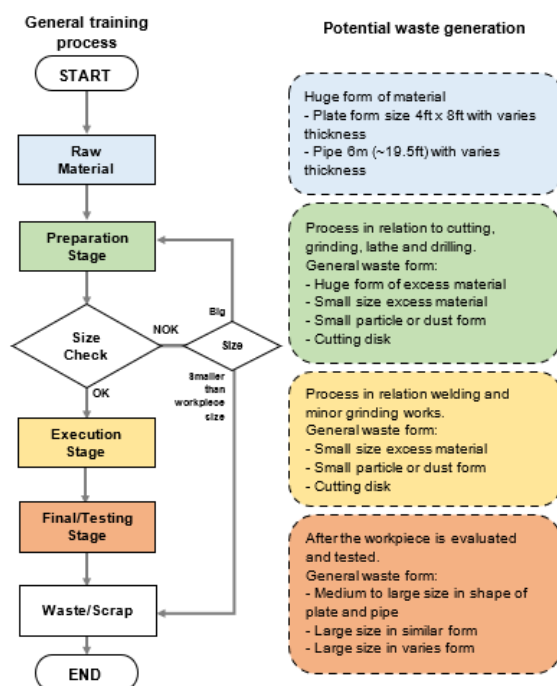 General training
process
START
Raw
Material
Preparation
Stage
Size
Check
NOK
OK
Big
Size
Smaller
than
workpiece
size
Execution
Stage
Final/Testing
Stage
Waste/Scrap
END
Potential waste generation
Huge form of material
- Plate form size 4ft x 8ft with varies
thickness
- Pipe 6m (~19.5ft) with varies
thickness
Process in relation to cutting,
grinding, lathe and drilling.
General waste form:
- Huge form of excess material
- Small size excess material
- Small particle or dust form
- Cutting disk
Process in relation welding and
minor grinding works.
General waste form:
- Small size excess material
- Small particle or dust form
- Cutting disk
After the workpiece is evaluated
and tested.
General waste form:
- Medium to large size in shape of
plate and pipe
- Large size in similar form
- Large size in varies form